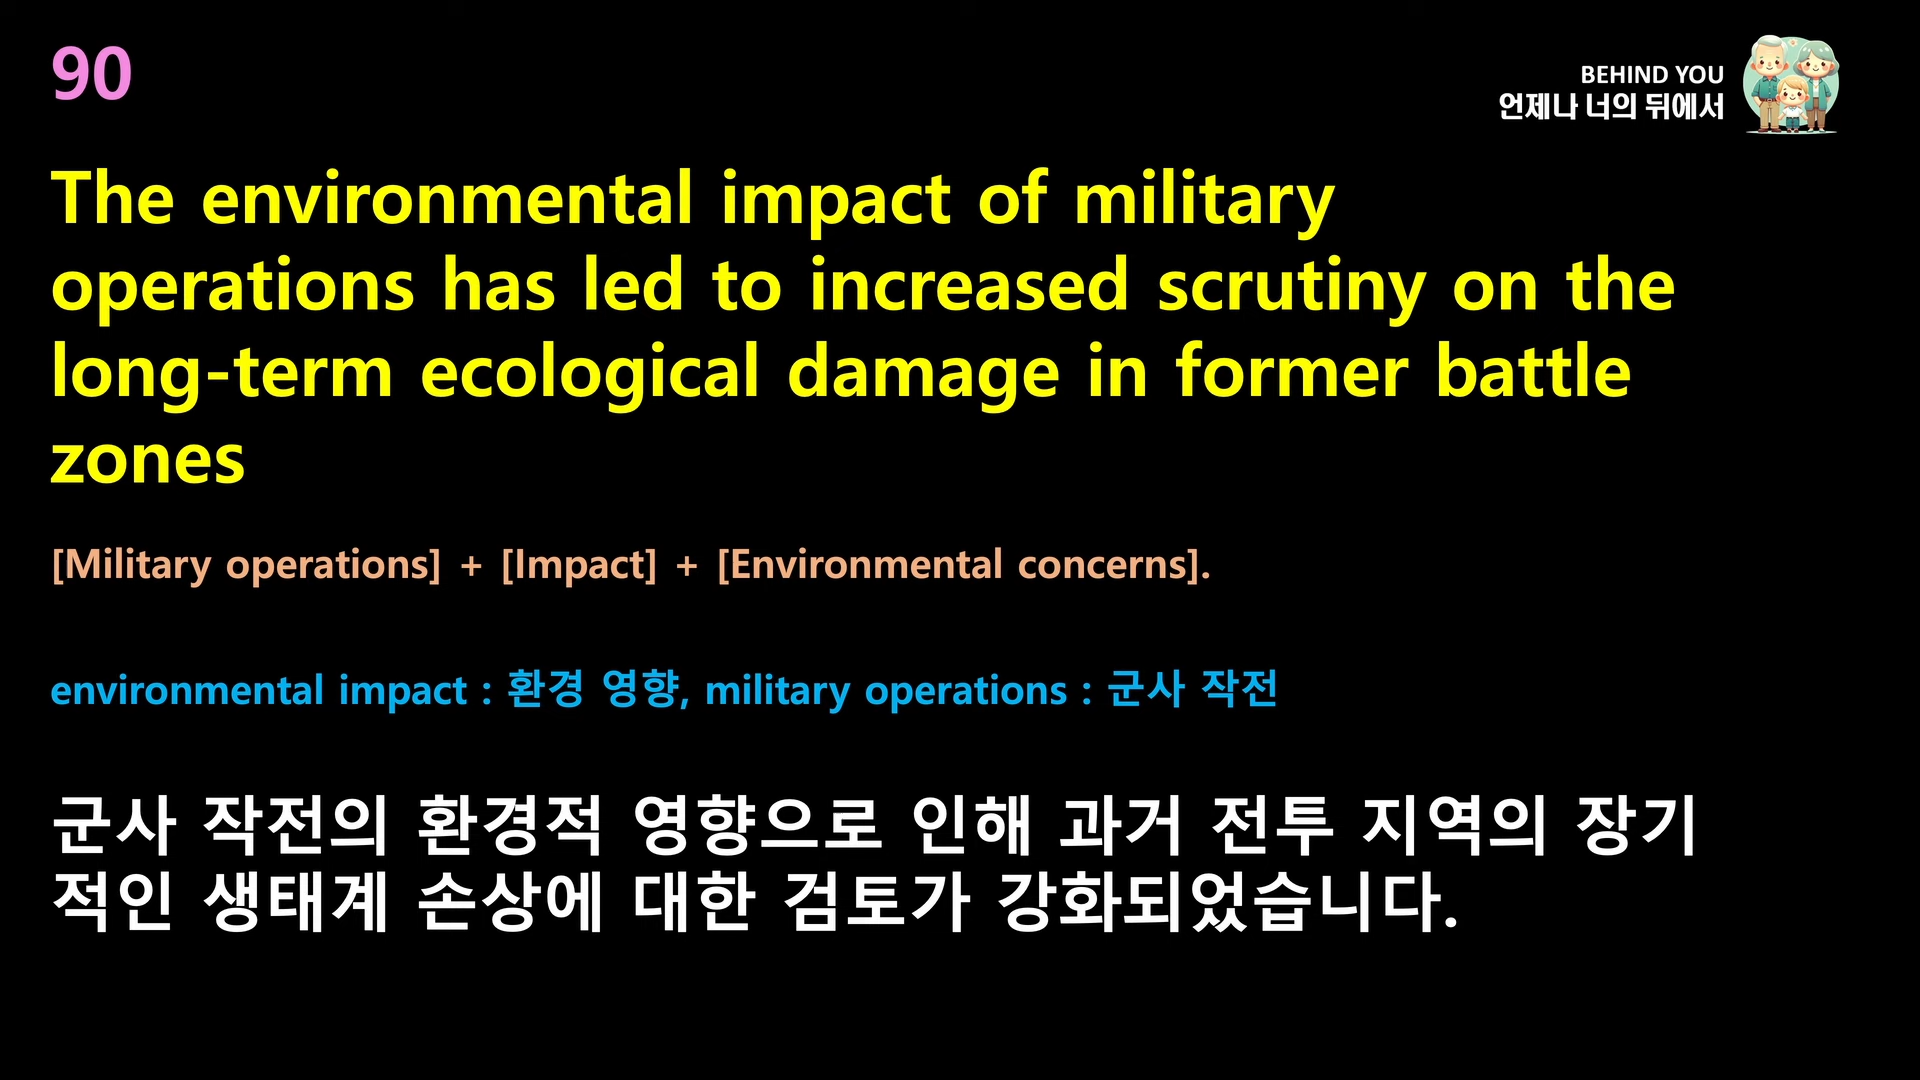 90
BEHIND YOU
언제나 너의 뒤에서
The environmental impact of military
operations has led to increased scrutiny on the
long-term ecological damage in former battle
zones
[Military operations] + [Impact] + [Environmental concerns].
environmental impact : 환경 영향, military operations : 군사 작전
군사 작전의 환경적 영향으로 인해 과거 전투 지역의 장기
적인 생태계 손상에 대한 검토가 강화되었습니다.